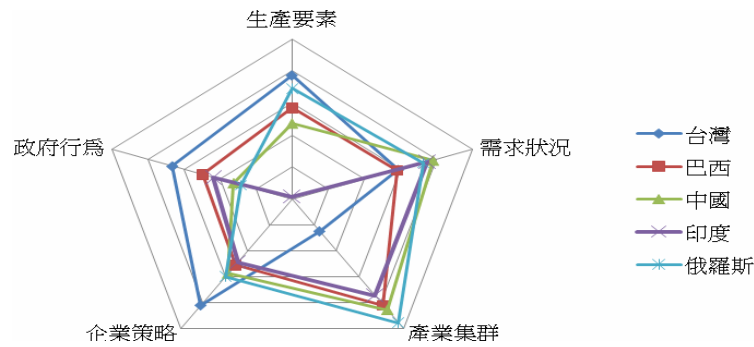 生產要素
政府行為
需求狀況
企業策略
產業集群
台灣
巴西
中國
印度
俄羅斯